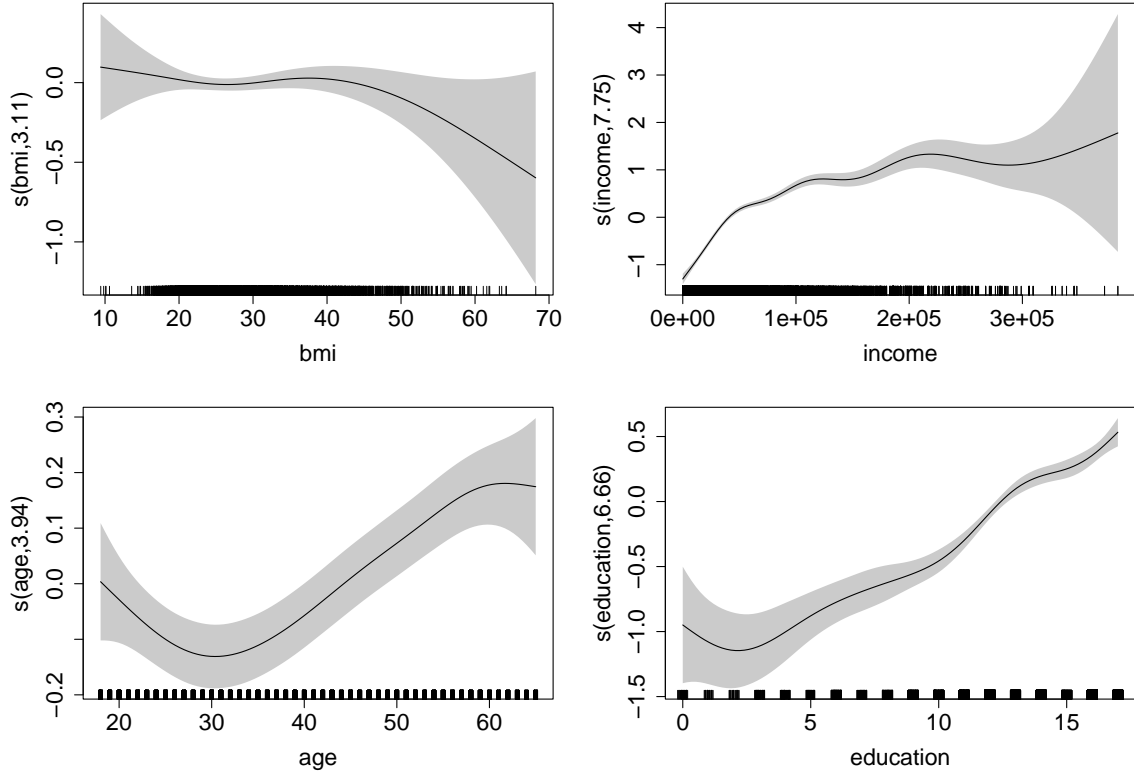 s(bmi,3.11)
0.0
−0.5
−1.0
10 20 30 40 50 60 70
bmi
s(income,7.75)
4
3
2
1
0
−1
0e+00 1e+05 2e+05 3e+05
income
s(age,3.94)
0.3
0.2
0.1
0.0
−0.2
20 30 40 50 60
age
s(education,6.66)
0.5
0.0
−0.5
−1.0
−1.5
0 5 10 15
education